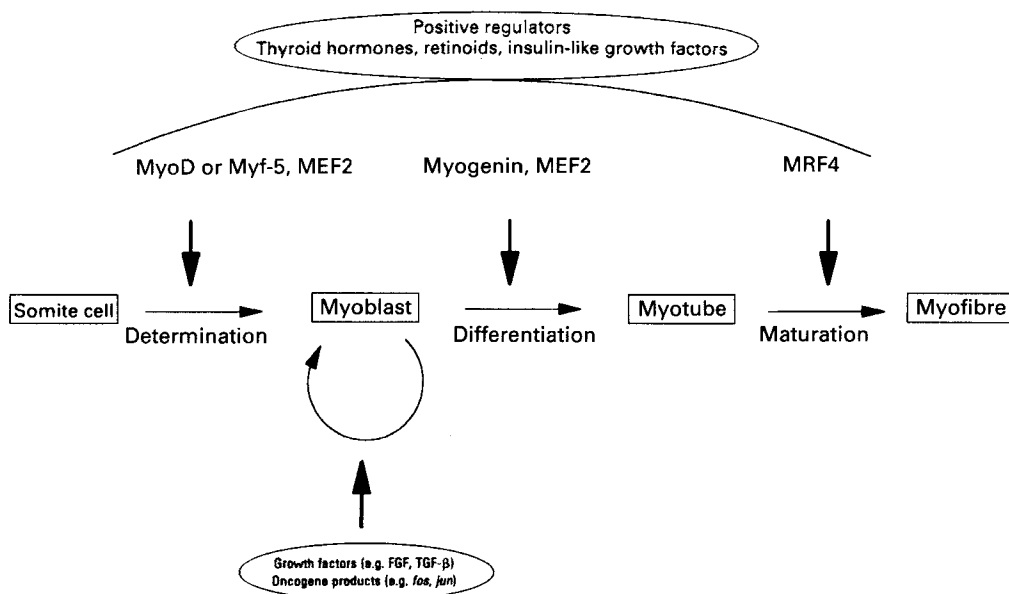 Positive regulators
Thyroid hormones, retinoids, insulin-like growth factors
MyoD or Myf-5, MEF2
Myogenin, MEF2
MRF4
Somite cell
Determination
Myoblast
Differentiation
Myotube
Maturation
Myofibre
Growth factors (e.g. FGF, TGF-β)
Oncogene products (e.g. fos, jun)